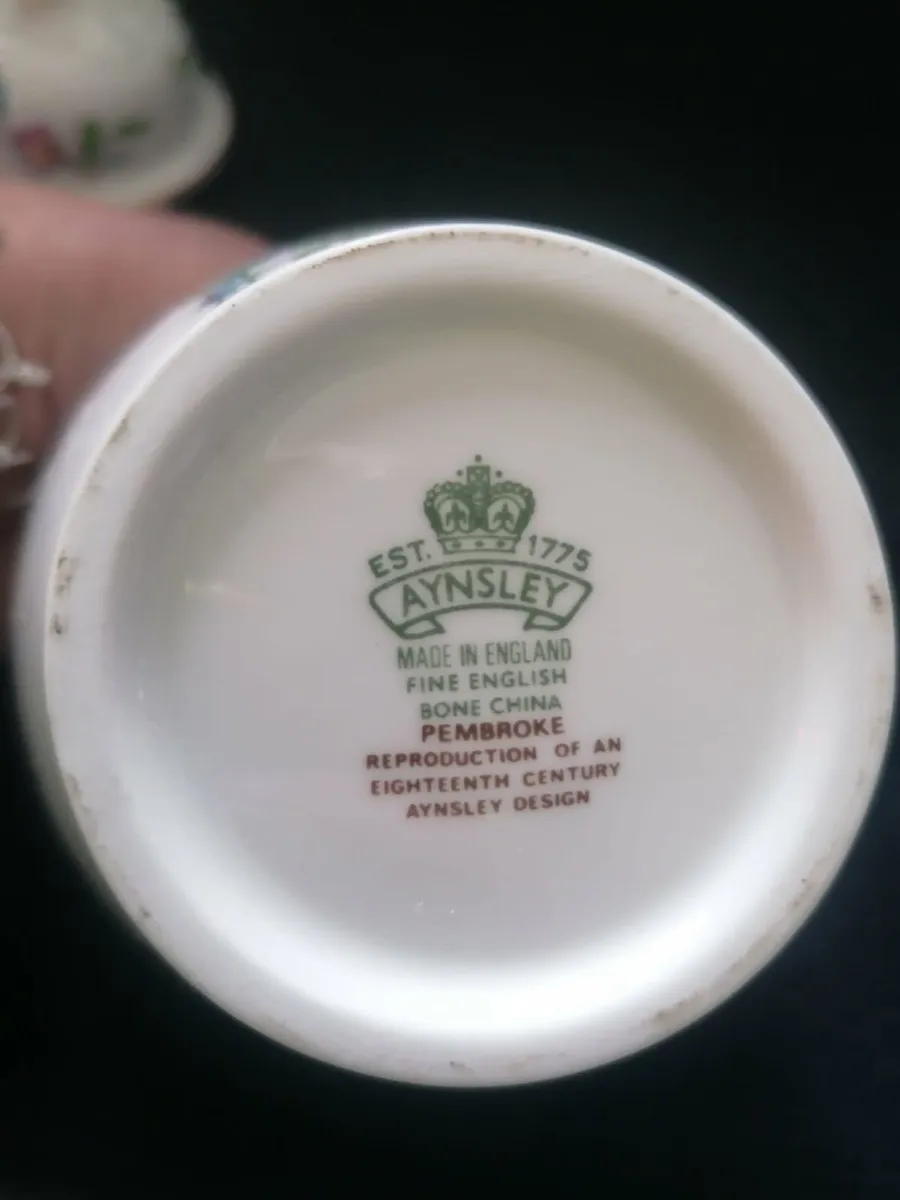 EST. 1775
AYNSLEY
MADE IN ENGLAND
FINE ENGLISH
BONE CHINA
PEMBROKE
REPRODUCTION OF AN
EIGHTEENTH CENTURY
AYNSLEY DESIGN